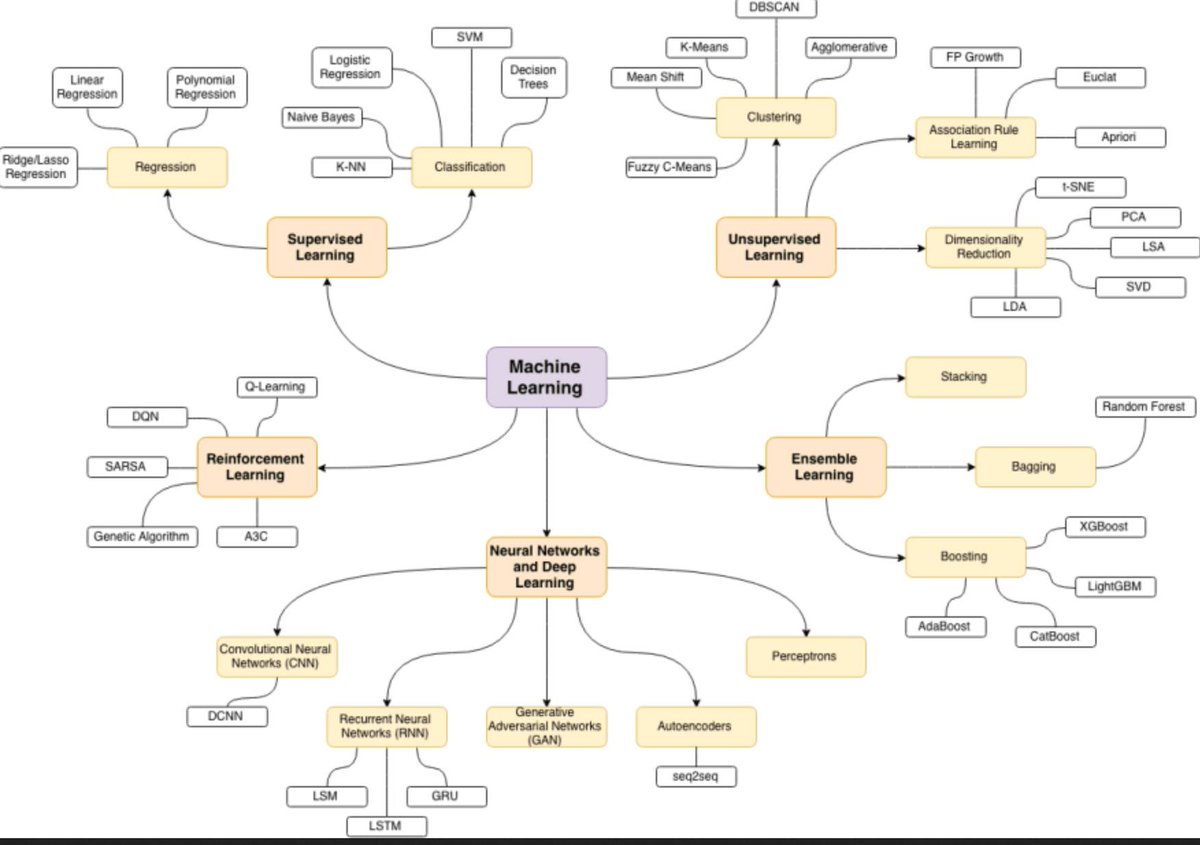 DBSCAN
SVM
K-Means
Agglomerative
Logistic
Regression
FP Growth
Linear
Regression
Polynomial
Regression
Decision
Trees
Mean Shift
Euclat
Naive Bayes
Clustering
Association Rule
Learning
Apriori
Ridge/Lasso
Regression
Regression
K-NN
Classification
Fuzzy C-Means
t-SNE
PCA
Supervised
Learning
Unsupervised
Learning
Dimensionality
Reduction
LSA
SVD
LDA
Machine
Learning
Stacking
Q-Learning
DQN
Random Forest
SARSA
Reinforcement
Learning
Ensemble
Learning
Bagging
Genetic Algorithm
A3C
XGBoost
Neural Networks
and Deep
Learning
Boosting
LightGBM
AdaBoost
CatBoost
Convolutional Neural
Networks (CNN)
Perceptrons
DCNN
Recurrent Neural
Networks (RNN)
Generative
Adversarial Networks
(GAN)
Autoencoders
seq2seq
LSM
GRU
LSTM